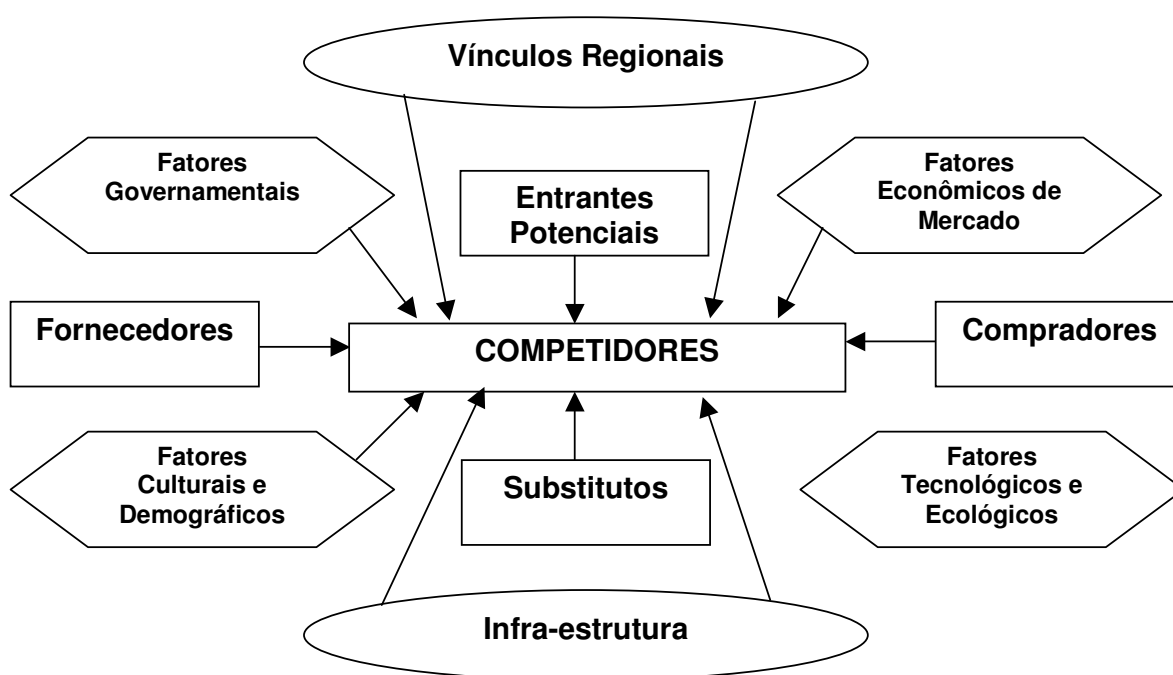 Vínculos Regionais
Fatores
Governamentais
Entrantes
Potenciais
Fatores
Econômicos de
Mercado
Fornecedores
COMPETIDORES
Compradores
Fatores
Culturais e
Demográficos
Substitutos
Fatores
Tecnológicos e
Ecológicos
Infra-estrutura